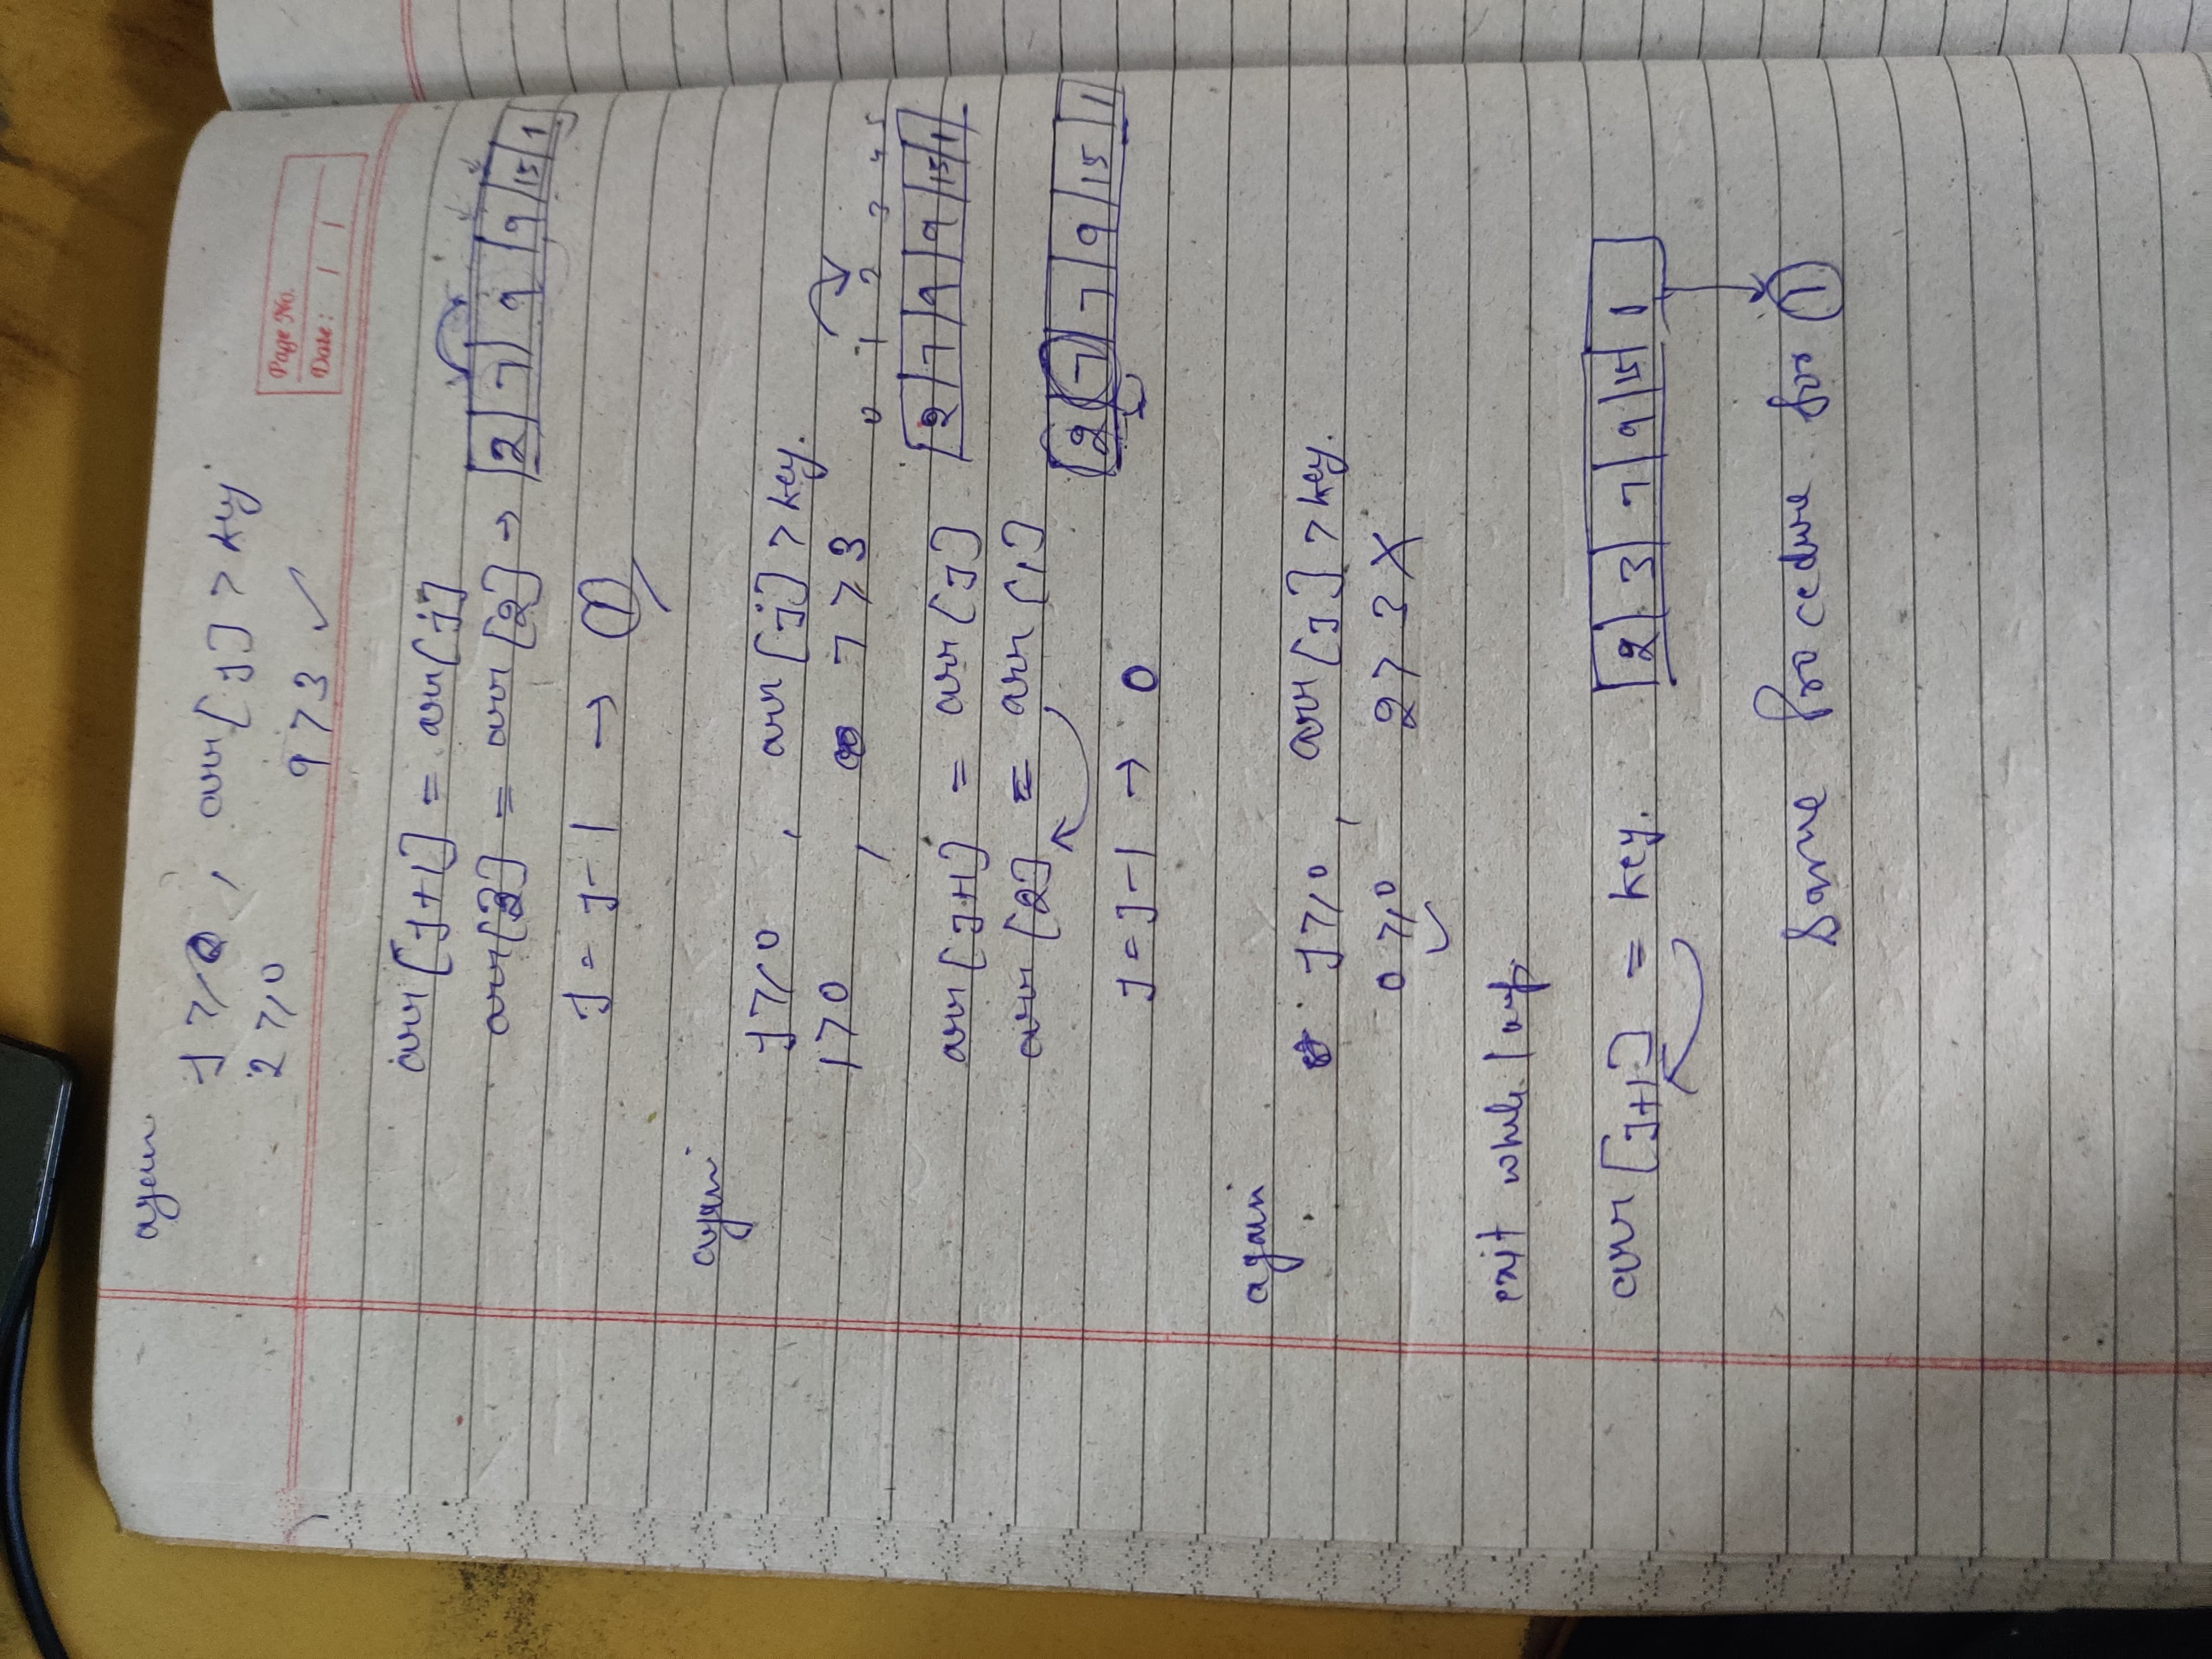 again
Page No.
Date: / /
j >= 0 , arr[j] > key
2 >= 0 9 > 3 ✓
arr[j+1] = arr[j]
arr[3] = arr[2] → 2 | 7 | 9 | 9 | 15 | 1
j = j-1 → 1
again
j >= 0 , arr[j] > key.
1 > 0 , 7 > 3
0 1 2 3 4 5
arr[j+1] = arr[j] 2 | 7 | 9 | 9 | 15 | 1
arr[2] = arr[1] 2 | 7 | 7 | 9 | 15 | 1
j = j-1 → 0
again
j >= 0 , arr[j] > key.
0 >= 0 ✓ 2 > 3 X
exit while loop
arr[j+1] = key. 2 | 3 | 7 | 9 | 15 | 1
Same procedure for 1